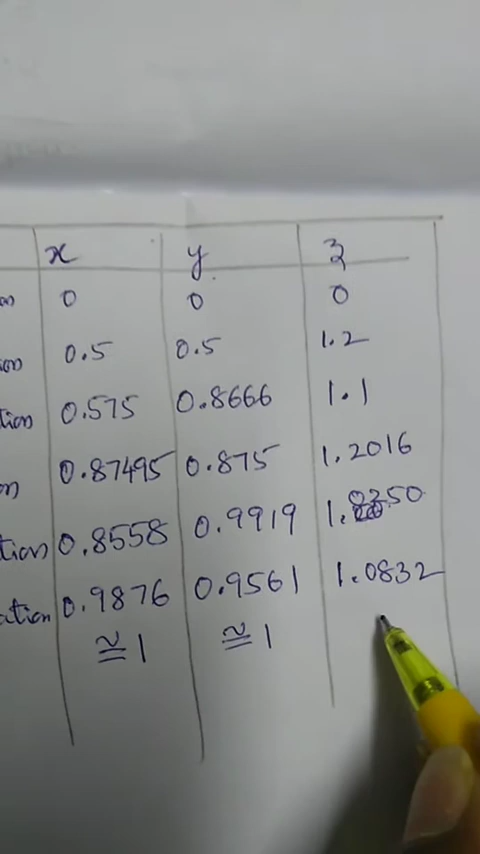 x y z
0 0 0
0.5 0.5 1.2
tion 0.575 0.8666 1.1
0.87495 0.875 1.2016
tion 0.8558 0.9919 1.0250
ation 0.9876 0.9561 1.0832
≅1 ≅1